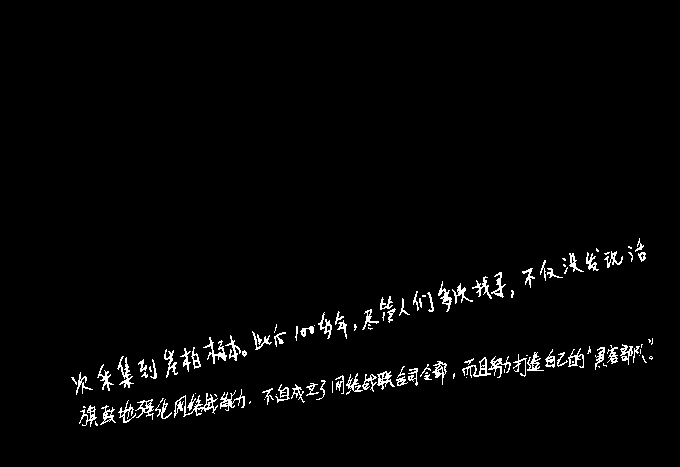 次采集到岩柏标本。此后100多年,尽管人们多次找寻,不仅没发现活
旗鼓地强化网络战能力.不自成立了网络战联合司令部,而且努力打造自己的“黑客部队”。